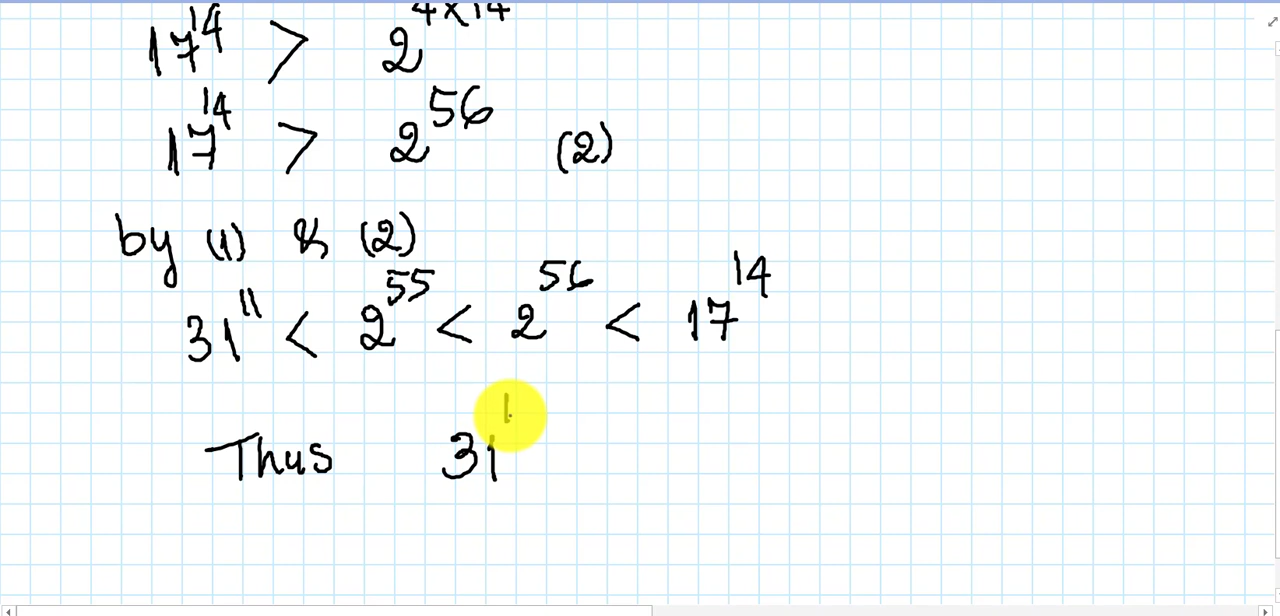 17^14 > 2^4×14
17^14 > 2^56 (2)
by (1) & (2)
31^11 < 2^55 < 2^56 < 17^14
Thus 31^1